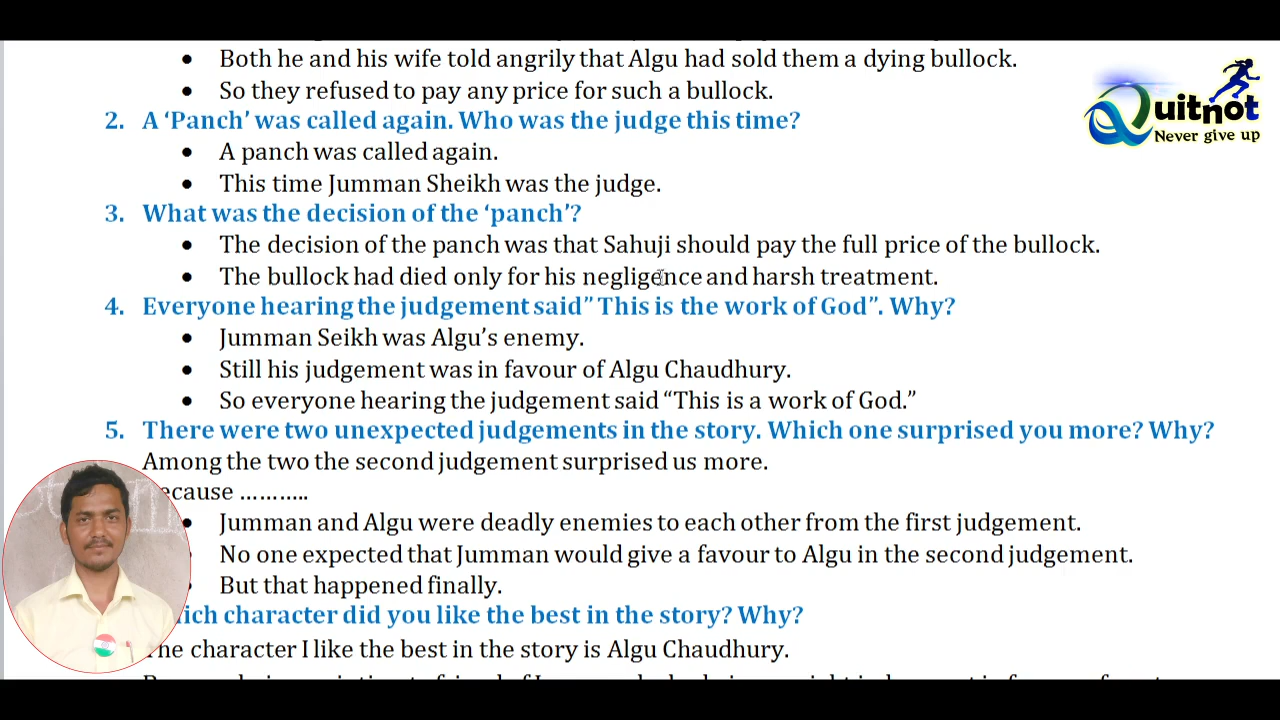 • Both he and his wife told angrily that Algu had sold them a dying bullock.
• So they refused to pay any price for such a bullock.
Quitnot
Never give up
2. A ‘Panch’ was called again. Who was the judge this time?
• A panch was called again.
• This time Jumman Sheikh was the judge.
3. What was the decision of the ‘panch’?
• The decision of the panch was that Sahuji should pay the full price of the bullock.
• The bullock had died only for his negligence and harsh treatment.
4. Everyone hearing the judgement said” This is the work of God”. Why?
• Jumman Seikh was Algu’s enemy.
• Still his judgement was in favour of Algu Chaudhury.
• So everyone hearing the judgement said “This is a work of God.”
5. There were two unexpected judgements in the story. Which one surprised you more? Why?
Among the two the second judgement surprised us more.
ecause ………..
• Jumman and Algu were deadly enemies to each other from the first judgement.
No one expected that Jumman would give a favour to Algu in the second judgement.
• But that happened finally.
hich character did you like the best in the story? Why?
he character I like the best in the story is Algu Chaudhury.